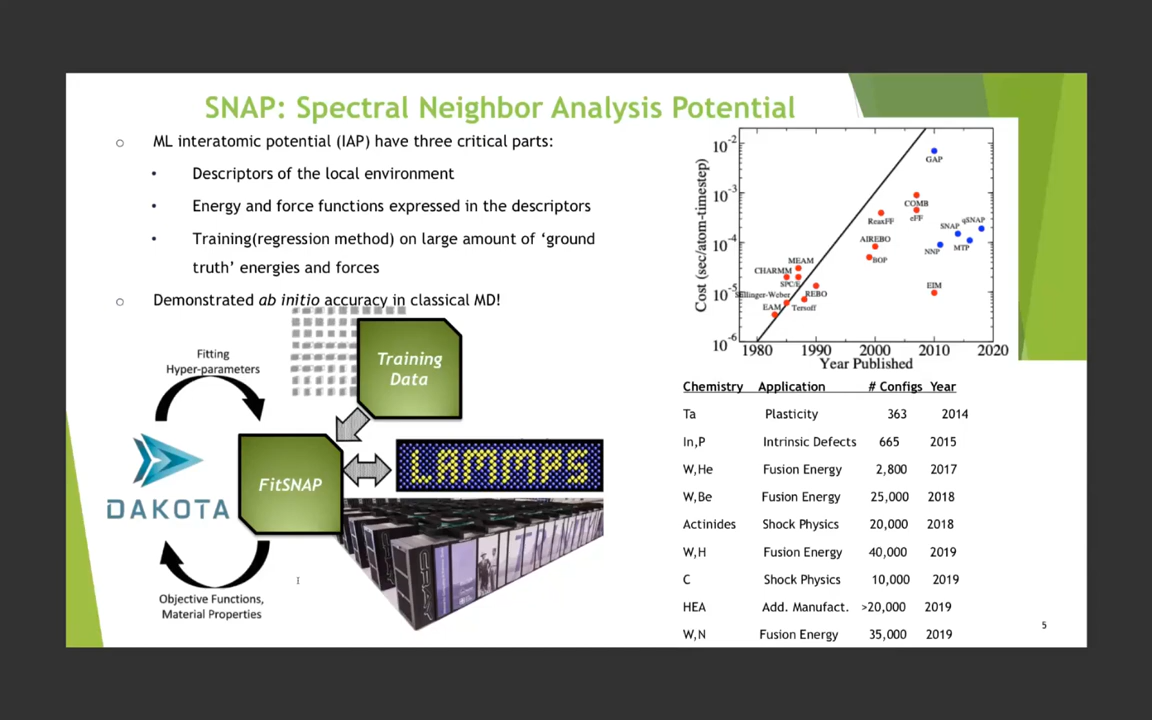 SNAP: Spectral Neighbor Analysis Potential
ML interatomic potential (IAP) have three critical parts:
Descriptors of the local environment
Energy and force functions expressed in the descriptors
Training(regression method) on large amount of ‘ground
truth’ energies and forces
Demonstrated ab initio accuracy in classical MD!
Fitting
Hyper-parameters
Training
Data
FitSNAP
LAMMPS
DAKOTA
Objective Functions,
Material Properties
Cost (sec/atom-timestep)
10-2
10-3
10-4
10-5
10-6
GAP
COMB
eFF
ReaxFF
SNAP
qSNAP
NNP
MTP
AIREBO
BOP
MEAM
CHARMM
SPC/E
EIM
Stillinger-Weber
REBO
EAM
Tersoff
1980 1990 2000 2010 2020
Year Published
Chemistry Application # Configs Year
Ta Plasticity 363 2014
In,P Intrinsic Defects 665 2015
W,He Fusion Energy 2,800 2017
W,Be Fusion Energy 25,000 2018
Actinides Shock Physics 20,000 2018
W,H Fusion Energy 40,000 2019
C Shock Physics 10,000 2019
HEA Add. Manufact. >20,000 2019
W,N Fusion Energy 35,000 2019
5